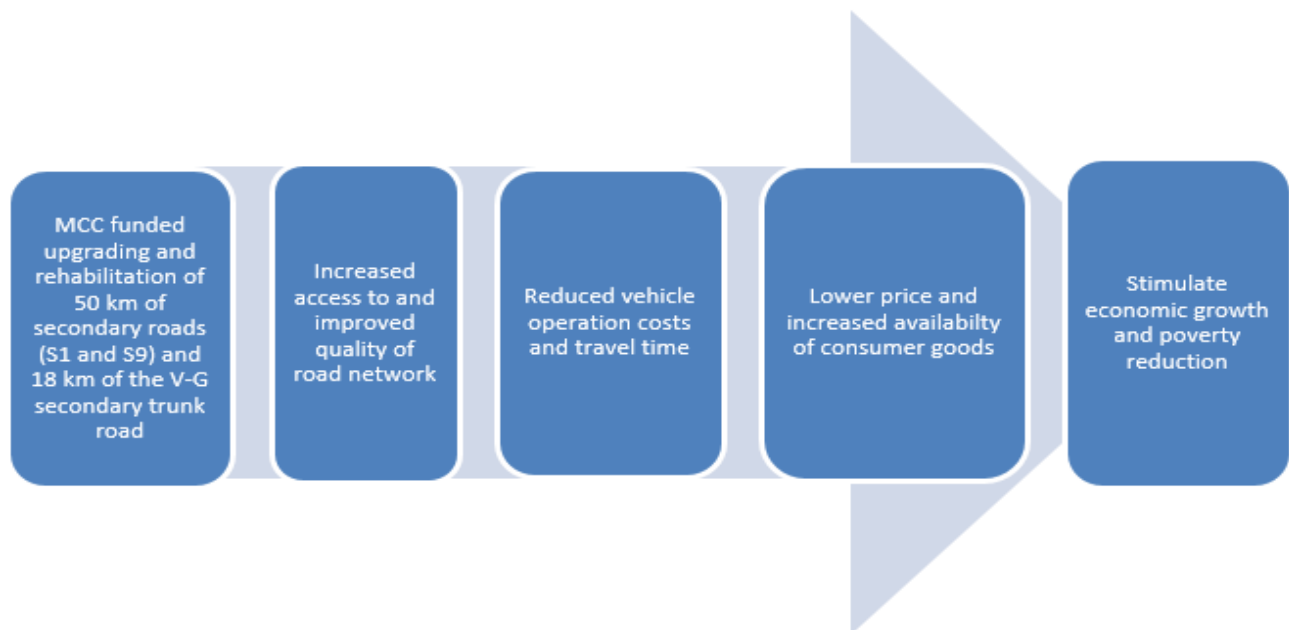 MCC funded
upgrading and
rehabilitation of
50 km of
secondary roads
(S1 and S9) and
18 km of the V-G
secondary trunk
road
Increased
access to and
improved
quality of
road network
Reduced vehicle
operation costs
and travel time
Lower price and
increased availabilty
of consumer goods
Stimulate
economic growth
and poverty
reduction